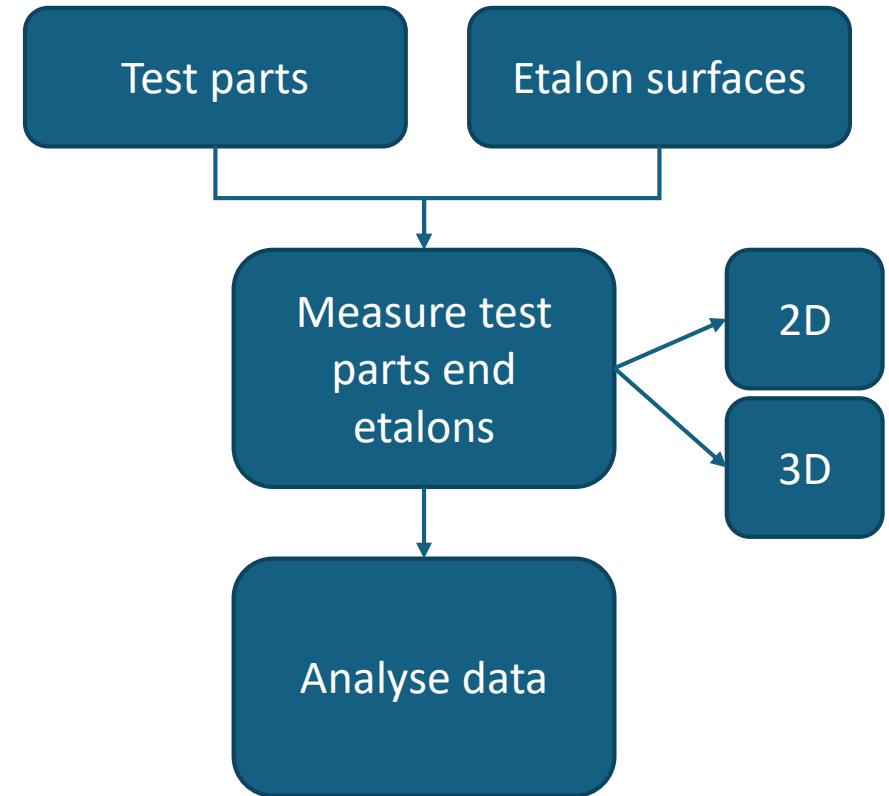 Test parts
Etalon surfaces
Measure test
parts end
etalons
2D
3D
Analyse data